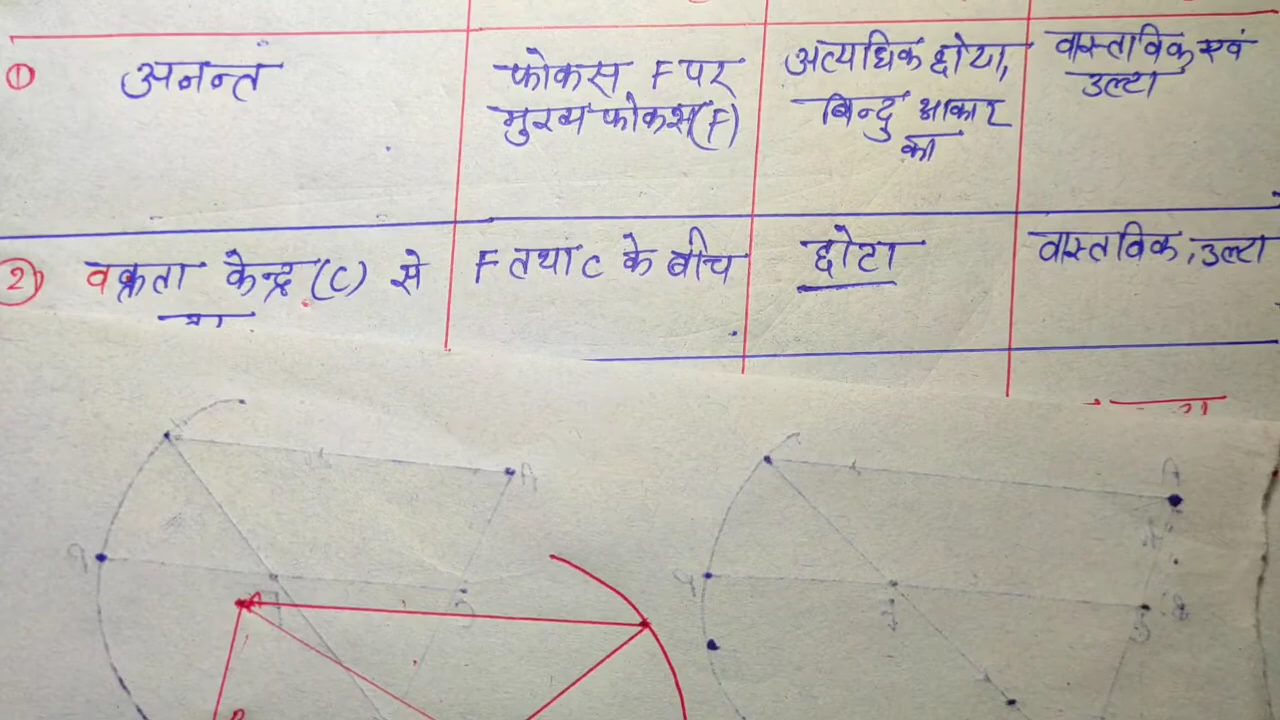 ① अनन्त
फोकस F पर
मुख्य फोकस (F)
अत्यधिक छोटा,
बिन्दु आकार
का
वास्तविक एवं
उल्टा
2) वक्रता केन्द्र (C) से
F तथा C के बीच
छोटा
वास्तविक, उल्टा